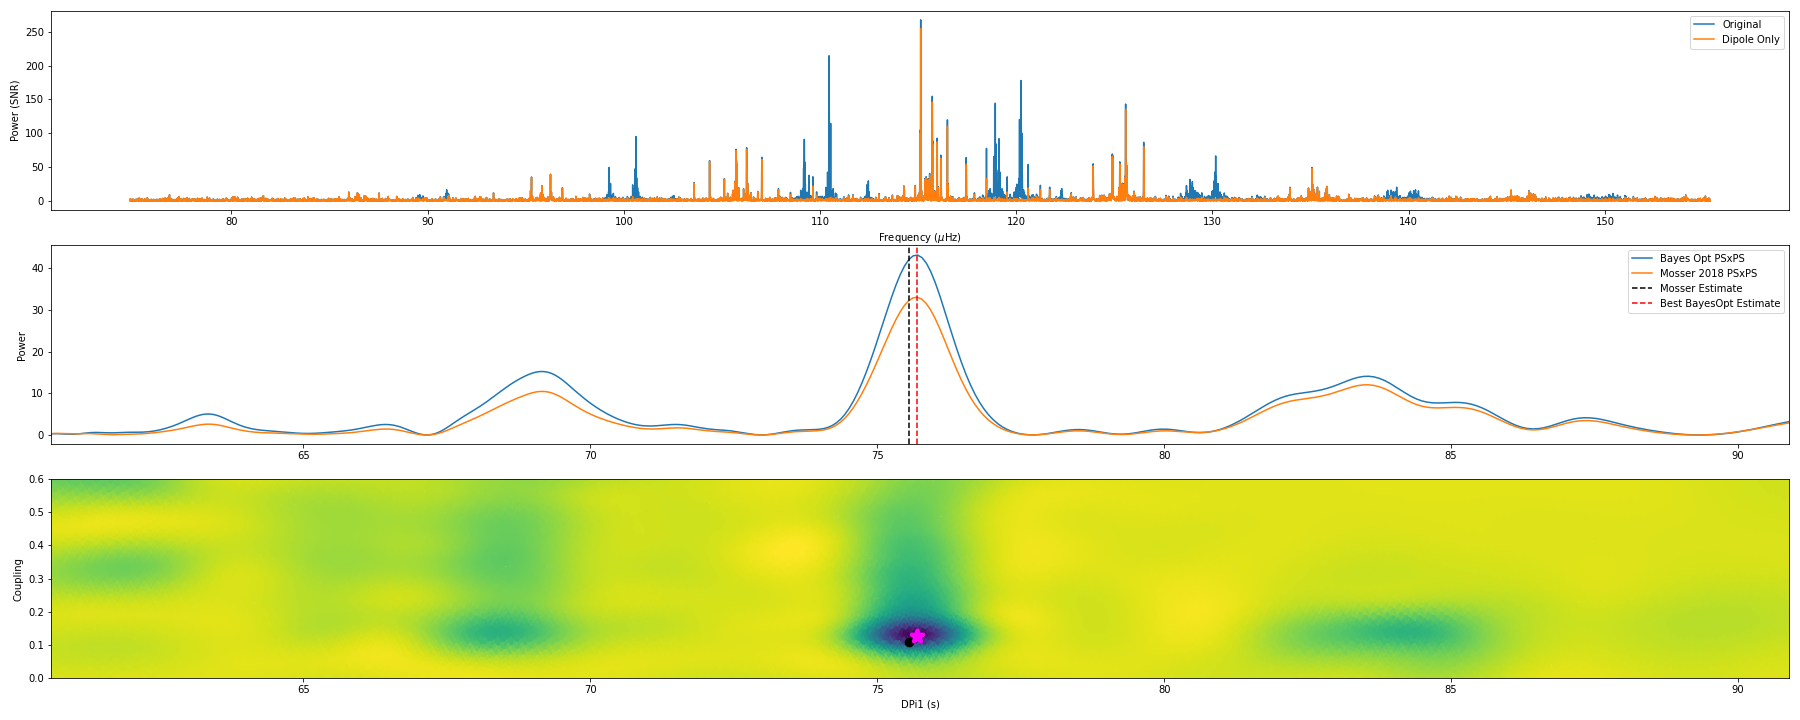 250
200
150
100
50
0
Power (SNR)
Original
Dipole Only
80 90 100 110 120 130 140 150
Frequency (μHz)
40
30
20
10
0
Power
Bayes Opt PSxPS
Mosser 2018 PSxPS
Mosser Estimate
Best BayesOpt Estimate
65 70 75 80 85 90
0.6
0.5
0.4
0.3
0.2
0.1
0.0
Coupling
65 70 75 80 85 90
DPi1 (s)